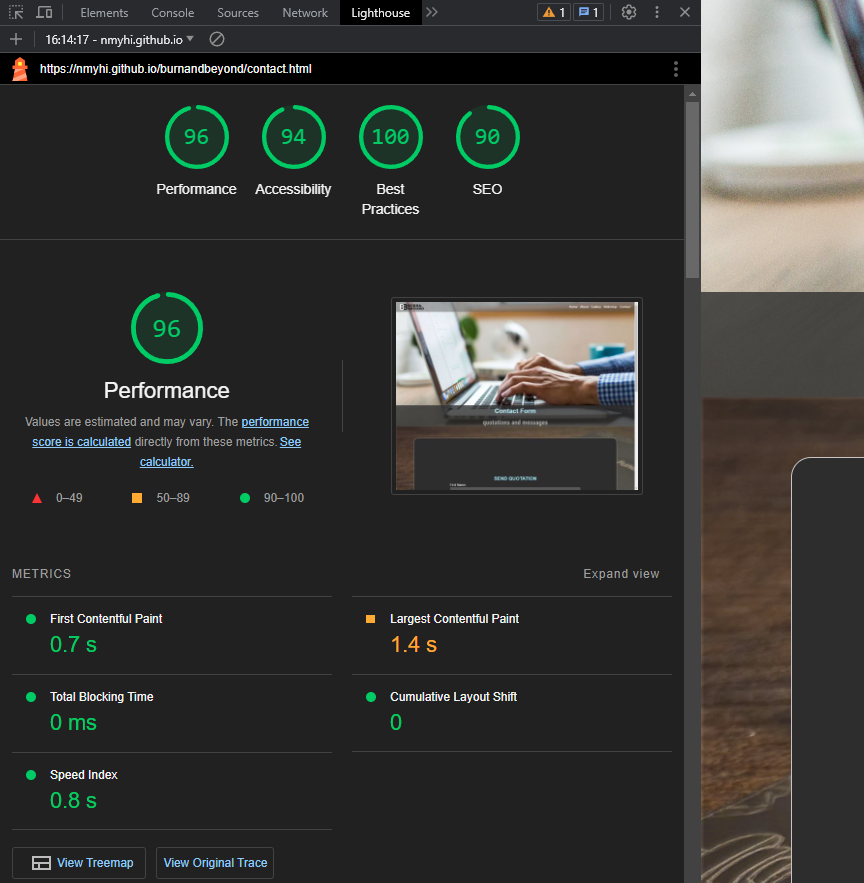 Elements Console Sources Network Lighthouse 1 1
16:14:17 - nmyhi.github.io
https://nmyhi.github.io/burnandbeyond/contact.html
96 94 100 90
Performance Accessibility Best Practices SEO
96
Performance
Values are estimated and may vary. The performance
score is calculated directly from these metrics. See
calculator.
0–49 50–89 90–100
Contact Form
quotations and messages
SEND QUOTATION
METRICS Expand view
First Contentful Paint
0.7 s
Largest Contentful Paint
1.4 s
Total Blocking Time
0 ms
Cumulative Layout Shift
0
Speed Index
0.8 s
View Treemap View Original Trace